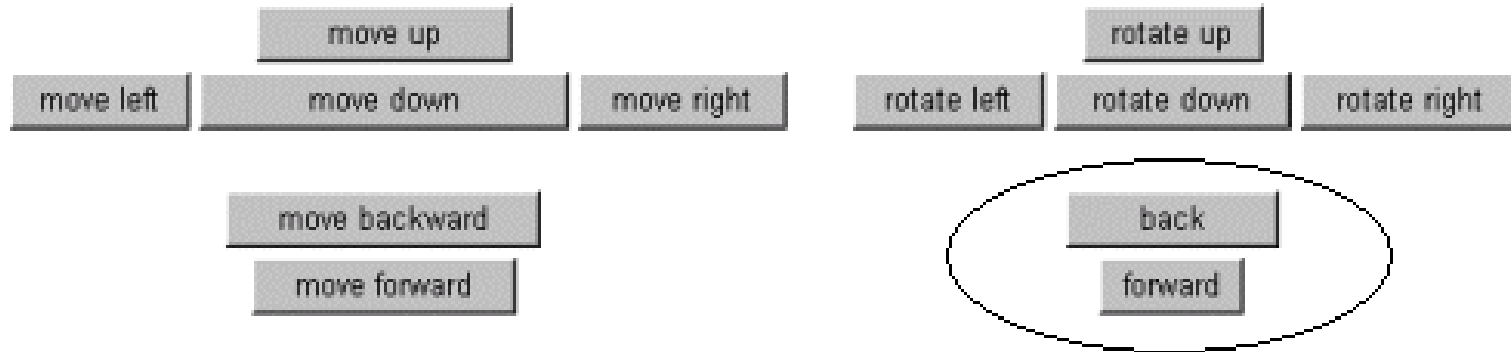 move up
move left move down move right
move backward
move forward
rotate up
rotate left rotate down rotate right
back
forward